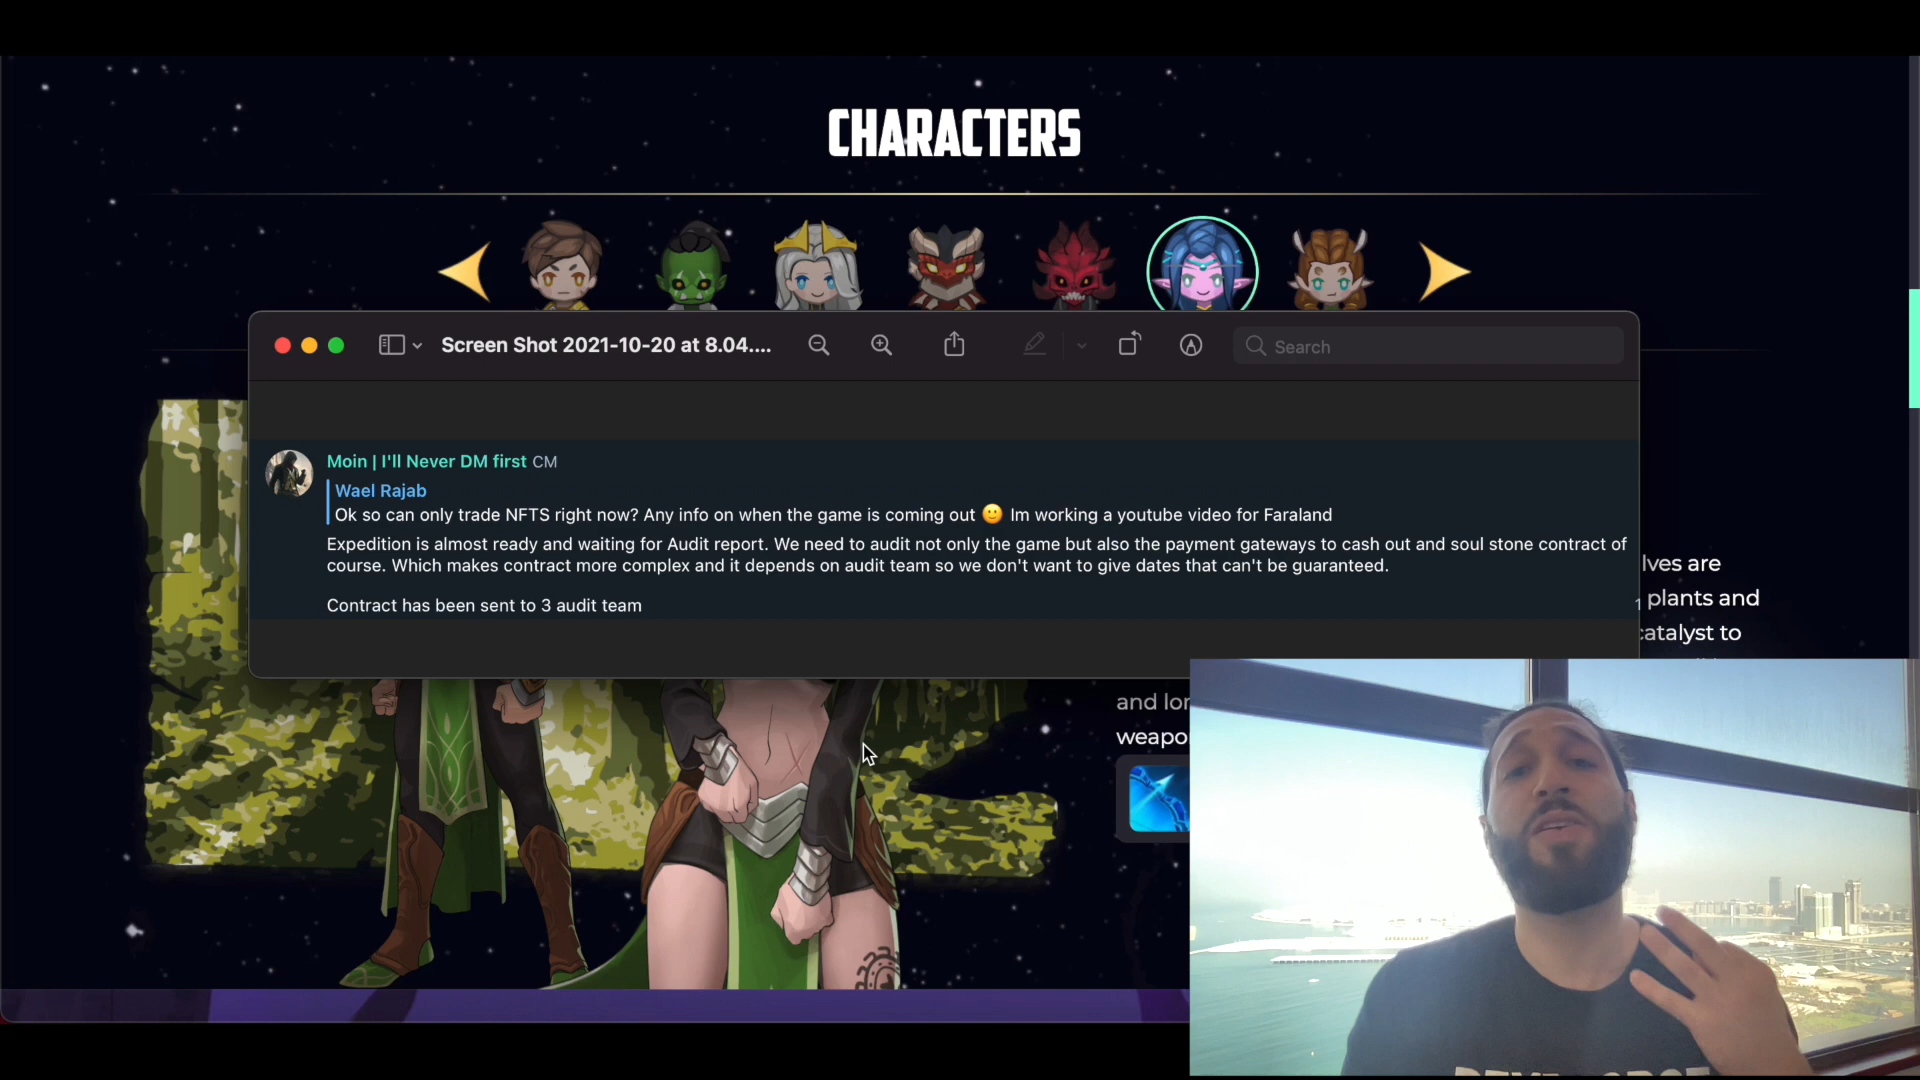 CHARACTERS
Screen Shot 2021-10-20 at 8.04....
Search
Moin | I'll Never DM first CM
Wael Rajab
Ok so can only trade NFTS right now? Any info on when the game is coming out 🙂 Im working a youtube video for Faraland
Expedition is almost ready and waiting for Audit report. We need to audit not only the game but also the payment gateways to cash out and soul stone contract of
course. Which makes contract more complex and it depends on audit team so we don't want to give dates that can't be guaranteed.
Contract has been sent to 3 audit team
lves are
plants and
catalyst to
and lor
weapo